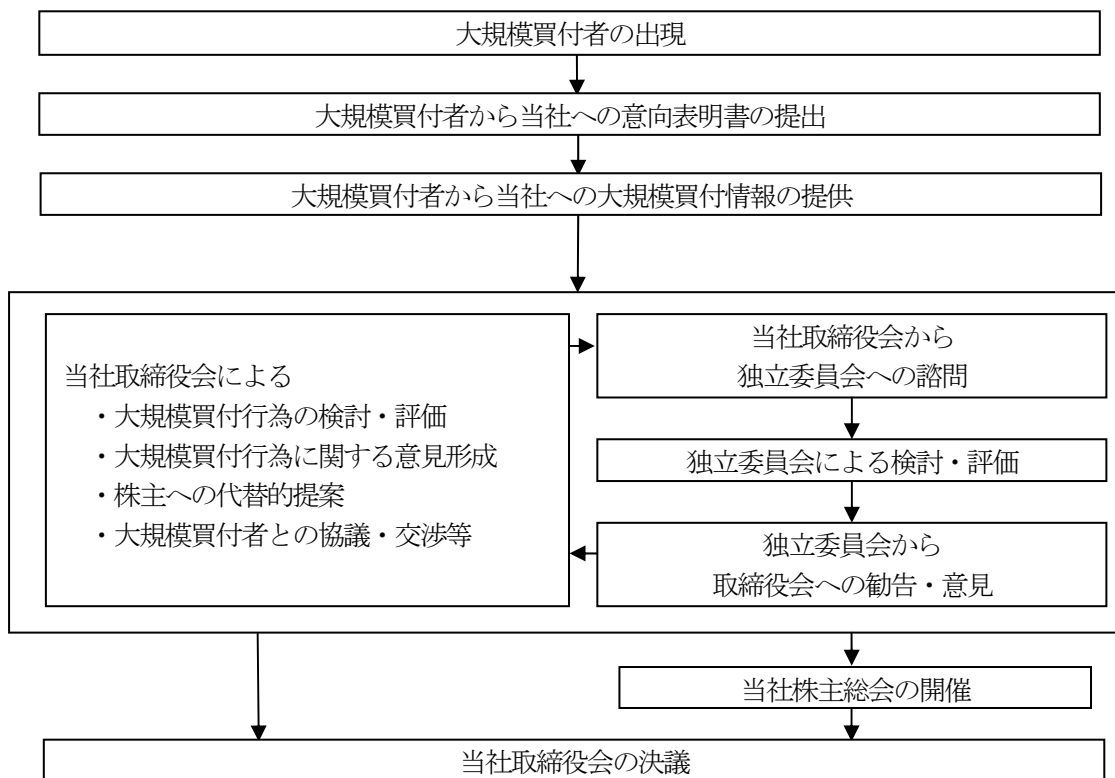 大規模買付者の出現
大規模買付者から当社への意向表明書の提出
大規模買付者から当社への大規模買付情報の提供
当社取締役会による
・大規模買付行為の検討・評価
・大規模買付行為に関する意見形成
・株主への代替的提案
・大規模買付者との協議・交渉等
当社取締役会から
独立委員会への諮問
独立委員会による検討・評価
独立委員会から
取締役会への勧告・意見
当社株主総会の開催
当社取締役会の決議